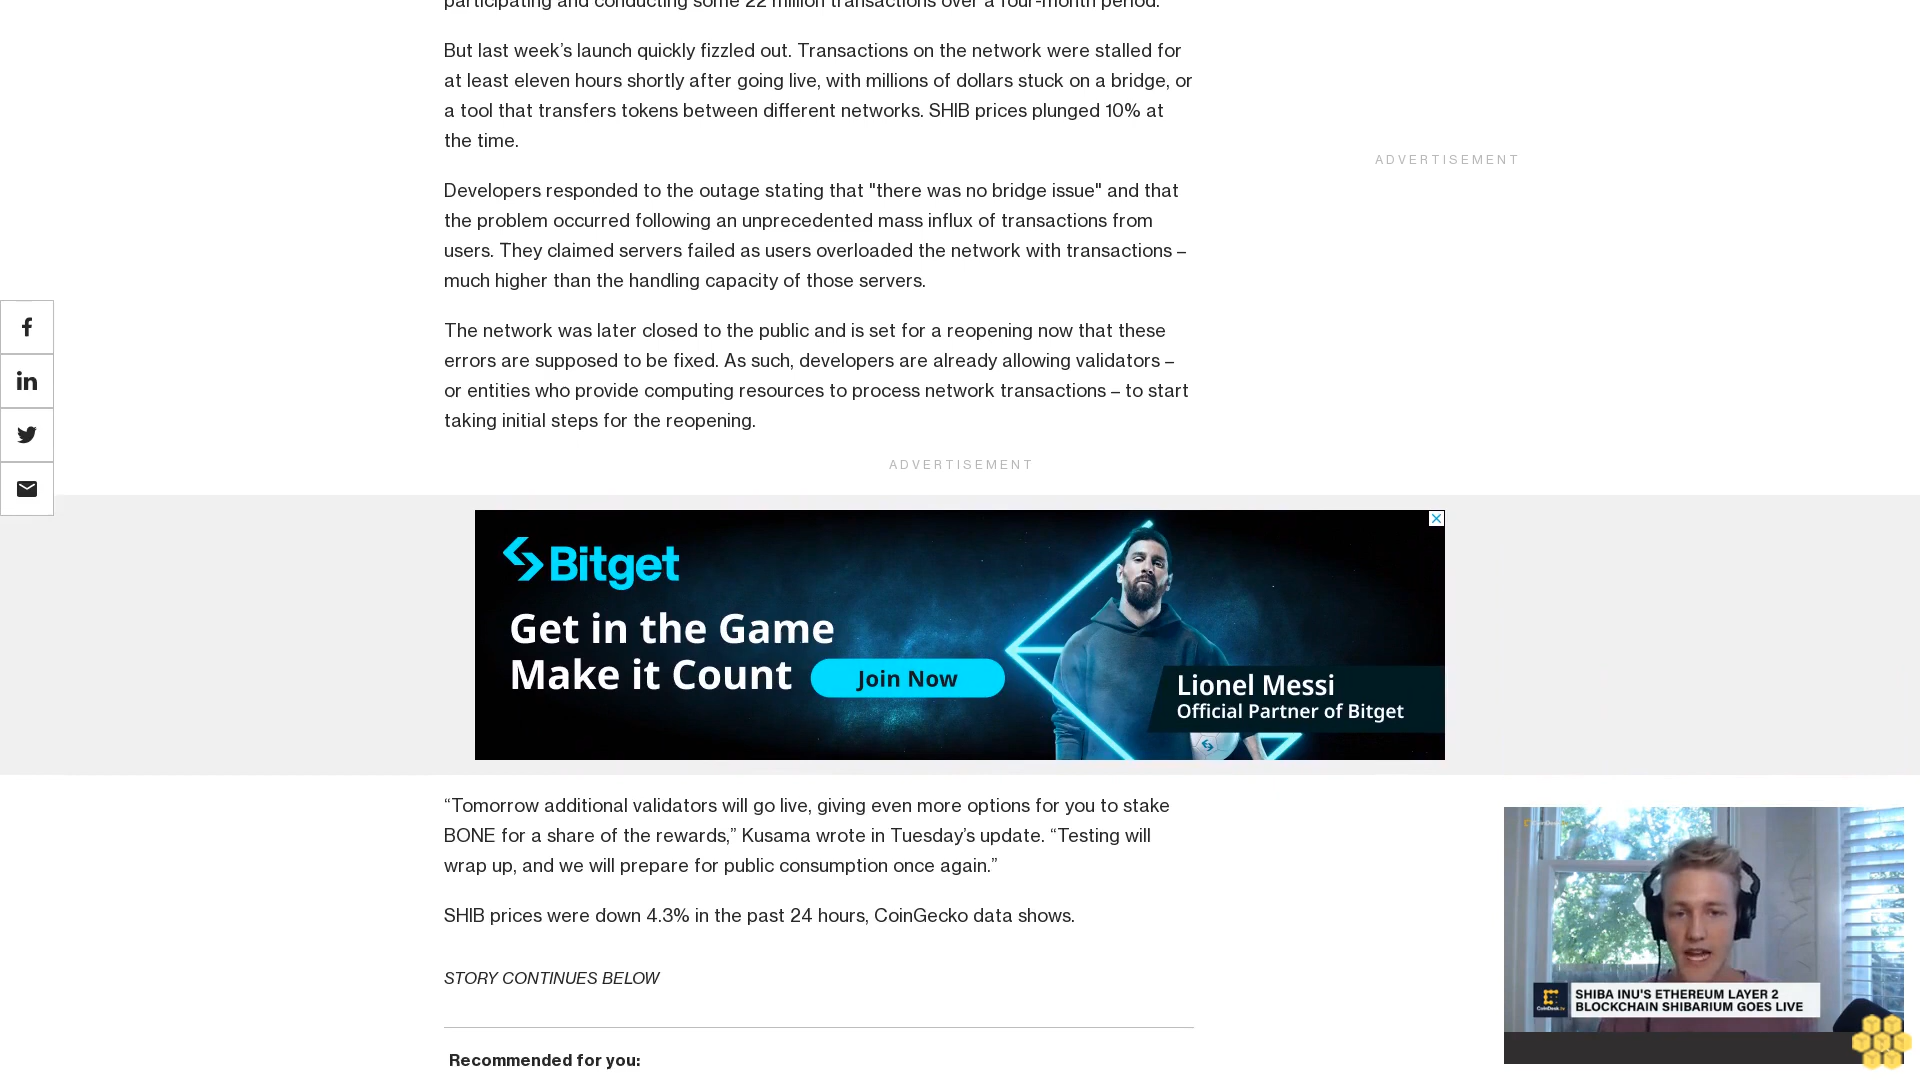 participating and conducting some 22 million transactions over a four-month period.
But last week’s launch quickly fizzled out. Transactions on the network were stalled for
at least eleven hours shortly after going live, with millions of dollars stuck on a bridge, or
a tool that transfers tokens between different networks. SHIB prices plunged 10% at
the time.
ADVERTISEMENT
Developers responded to the outage stating that "there was no bridge issue" and that
the problem occurred following an unprecedented mass influx of transactions from
users. They claimed servers failed as users overloaded the network with transactions –
much higher than the handling capacity of those servers.
The network was later closed to the public and is set for a reopening now that these
errors are supposed to be fixed. As such, developers are already allowing validators –
or entities who provide computing resources to process network transactions – to start
taking initial steps for the reopening.
ADVERTISEMENT
Bitget
Get in the Game
Make it Count
Join Now
Lionel Messi
Official Partner of Bitget
“Tomorrow additional validators will go live, giving even more options for you to stake
BONE for a share of the rewards,” Kusama wrote in Tuesday’s update. “Testing will
wrap up, and we will prepare for public consumption once again.”
SHIB prices were down 4.3% in the past 24 hours, CoinGecko data shows.
STORY CONTINUES BELOW
Recommended for you:
SHIBA INU'S ETHEREUM LAYER 2
BLOCKCHAIN SHIBARIUM GOES LIVE